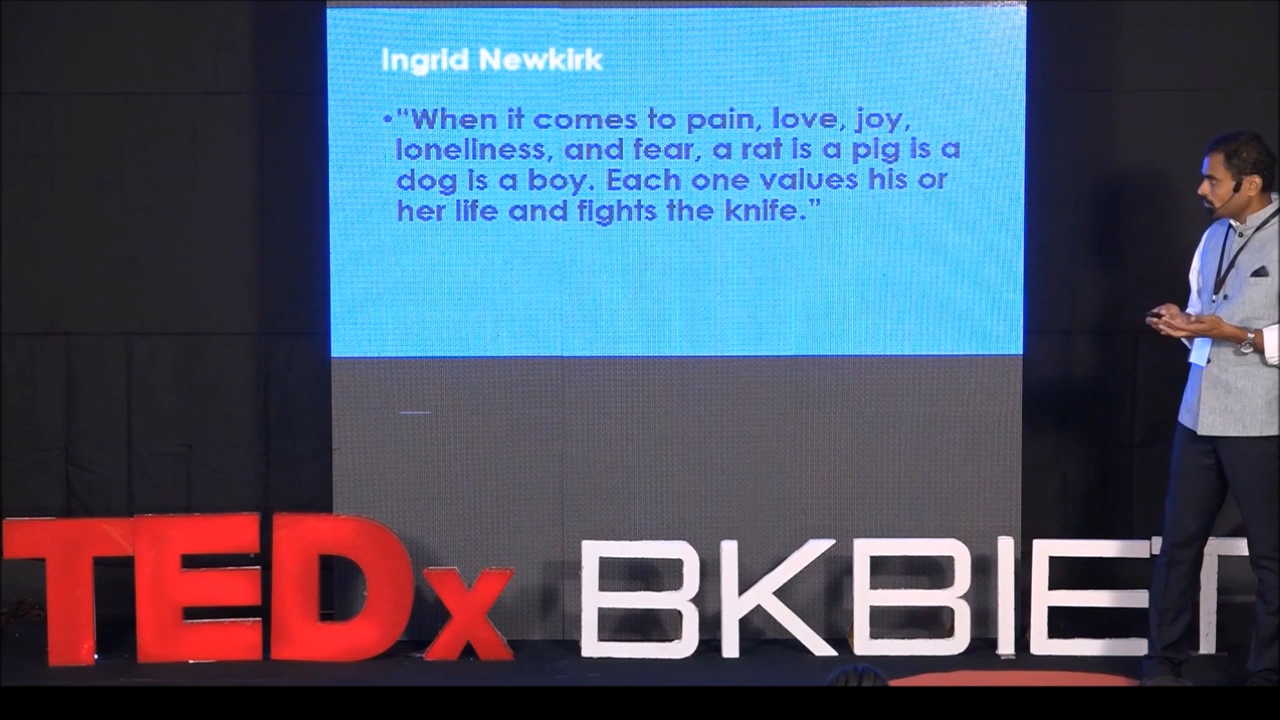 Ingrid Newkirk
•"When it comes to pain, love, joy,
loneliness, and fear, a rat is a pig is a
dog is a boy. Each one values his or
her life and fights the knife.”
TEDx BKBIET